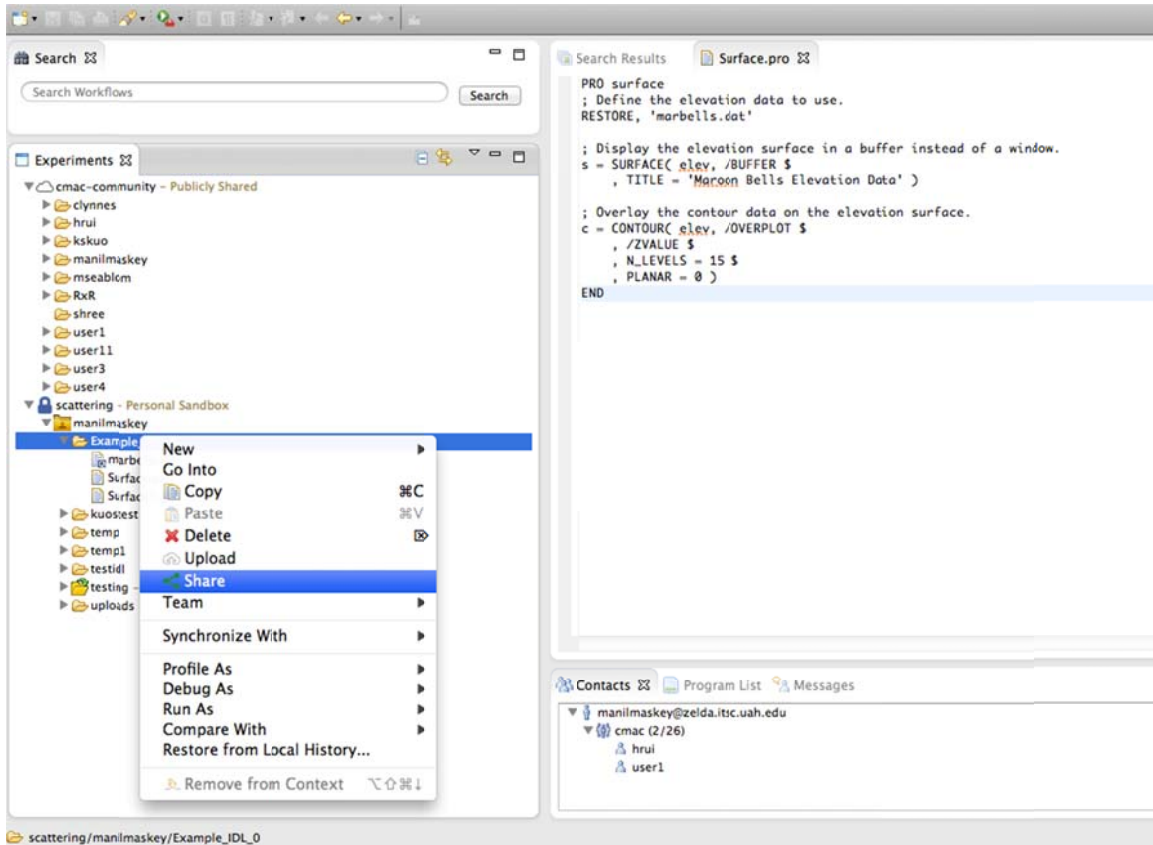 Search
Search Workflows
Search
Experiments
cmac-community - Publicly Shared
clynnes
hrui
kskuo
manilmaskey
mseablom
RxR
shree
user1
user11
user3
user4
scattering - Personal Sandbox
manilmaskey
Example
marbe
Surfac
Surfac
kuostest
temp
temp1
testidl
testing -
uploads
New
Go Into
Copy ⌘C
Paste ⌘V
Delete ⌦
Upload
Share
Team
Synchronize With
Profile As
Debug As
Run As
Compare With
Restore from Local History...
Remove from Context ⌥⇧⌘↓
Search Results
Surface.pro
PRO surface
; Define the elevation data to use.
RESTORE, 'marbells.dat'
; Display the elevation surface in a buffer instead of a window.
s = SURFACE( elev, /BUFFER $
, TITLE = 'Maroon Bells Elevation Data' )
; Overlay the contour data on the elevation surface.
c = CONTOUR( elev, /OVERPLOT $
, /ZVALUE $
, N_LEVELS = 15 $
, PLANAR = 0 )
END
Contacts Program List Messages
manilmaskey@zelda.itsc.uah.edu
cmac (2/26)
hrui
user1
scattering/manilmaskey/Example_IDL_0